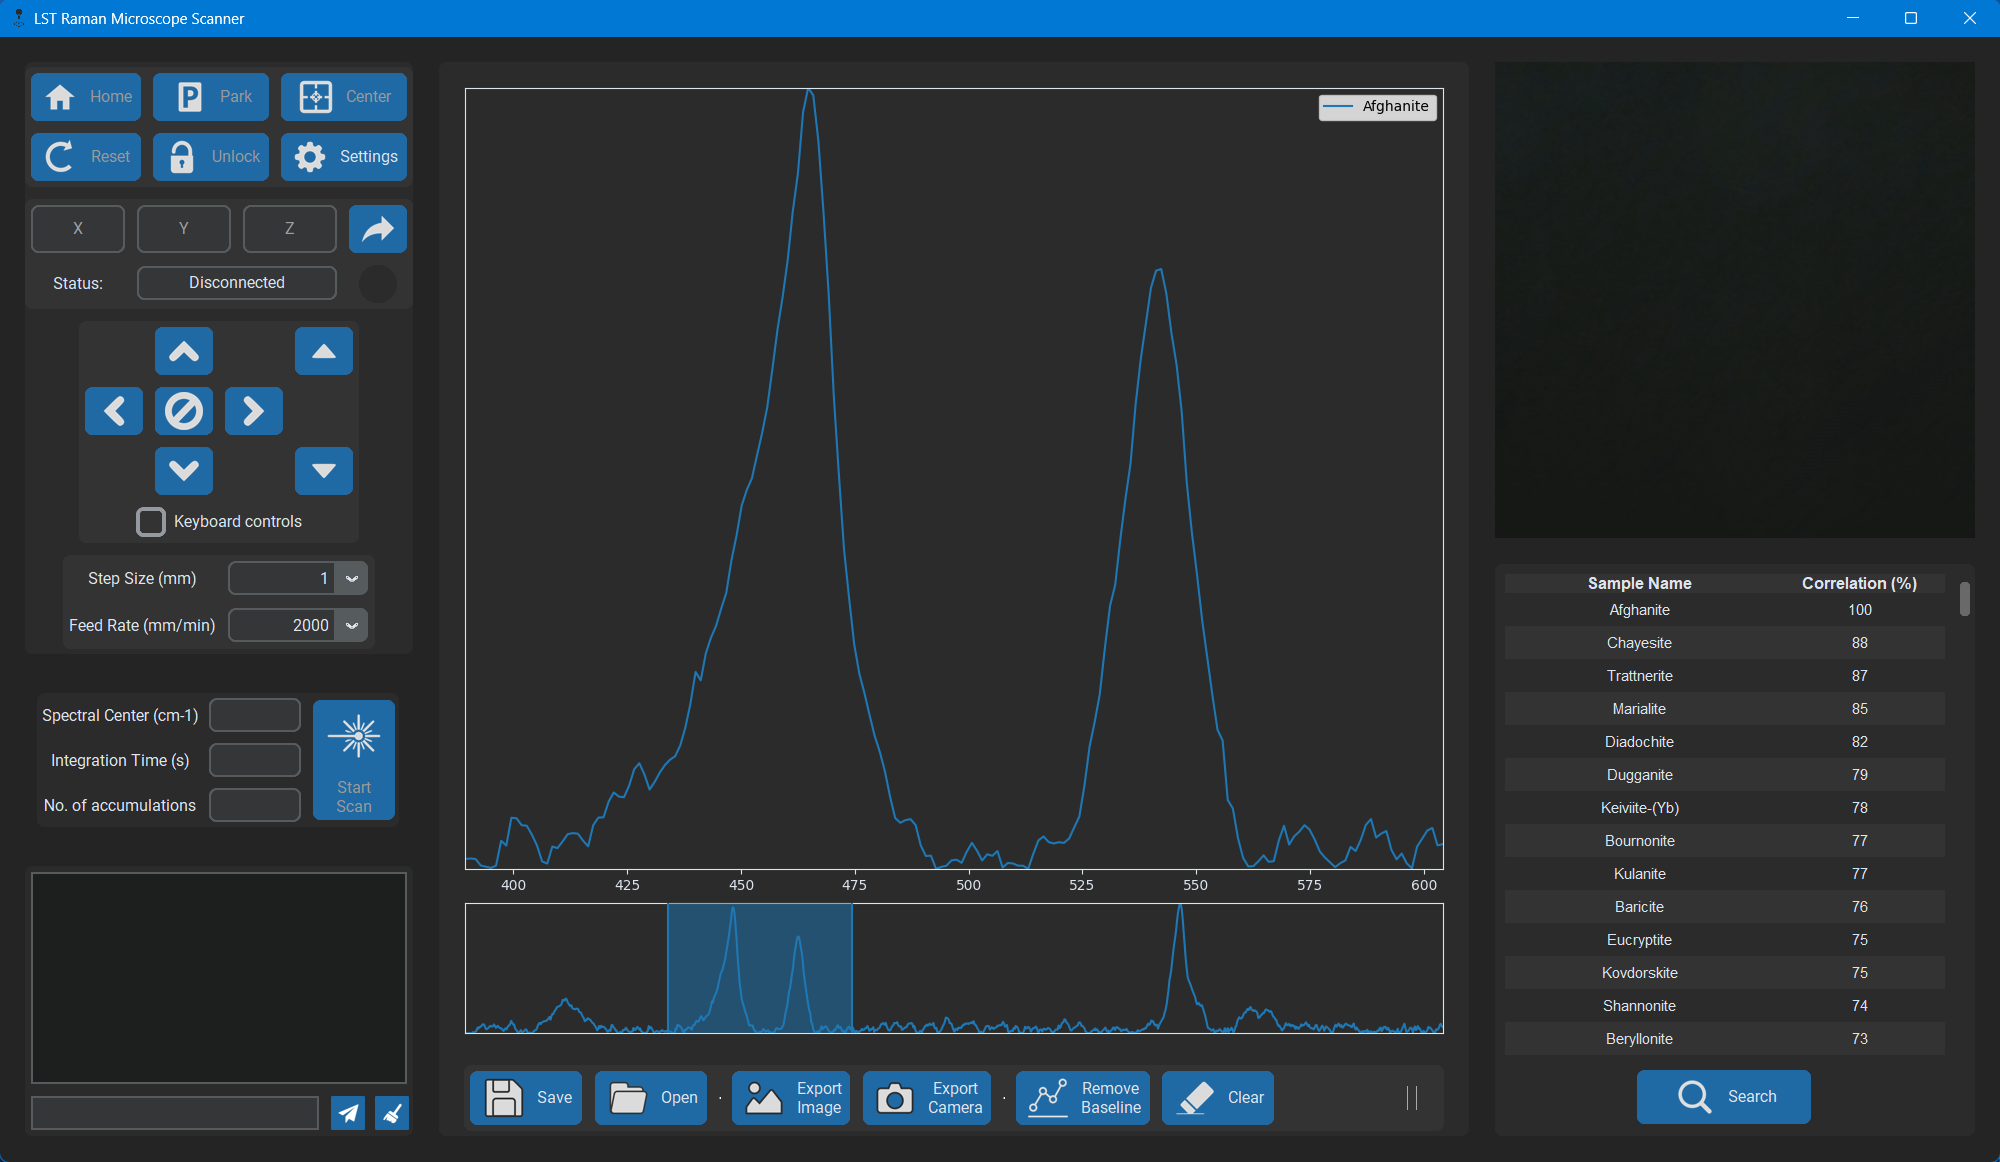 LST Raman Microscope Scanner
Home
Park
Center
Reset
Unlock
Settings
X
Y
Z
Status:
Disconnected
Keyboard controls
Step Size (mm)
1
Feed Rate (mm/min)
2000
Spectral Center (cm-1)
Integration Time (s)
No. of accumulations
Start
Scan
Afghanite
400 425 450 475 500 525 550 575 600
Save
Open
Export
Image
Export
Camera
Remove
Baseline
Clear
Sample Name Correlation (%)
Afghanite 100
Chayesite 88
Trattnerite 87
Marialite 85
Diadochite 82
Dugganite 79
Keiviite-(Yb) 78
Bournonite 77
Kulanite 77
Baricite 76
Eucryptite 75
Kovdorskite 75
Shannonite 74
Beryllonite 73
Search